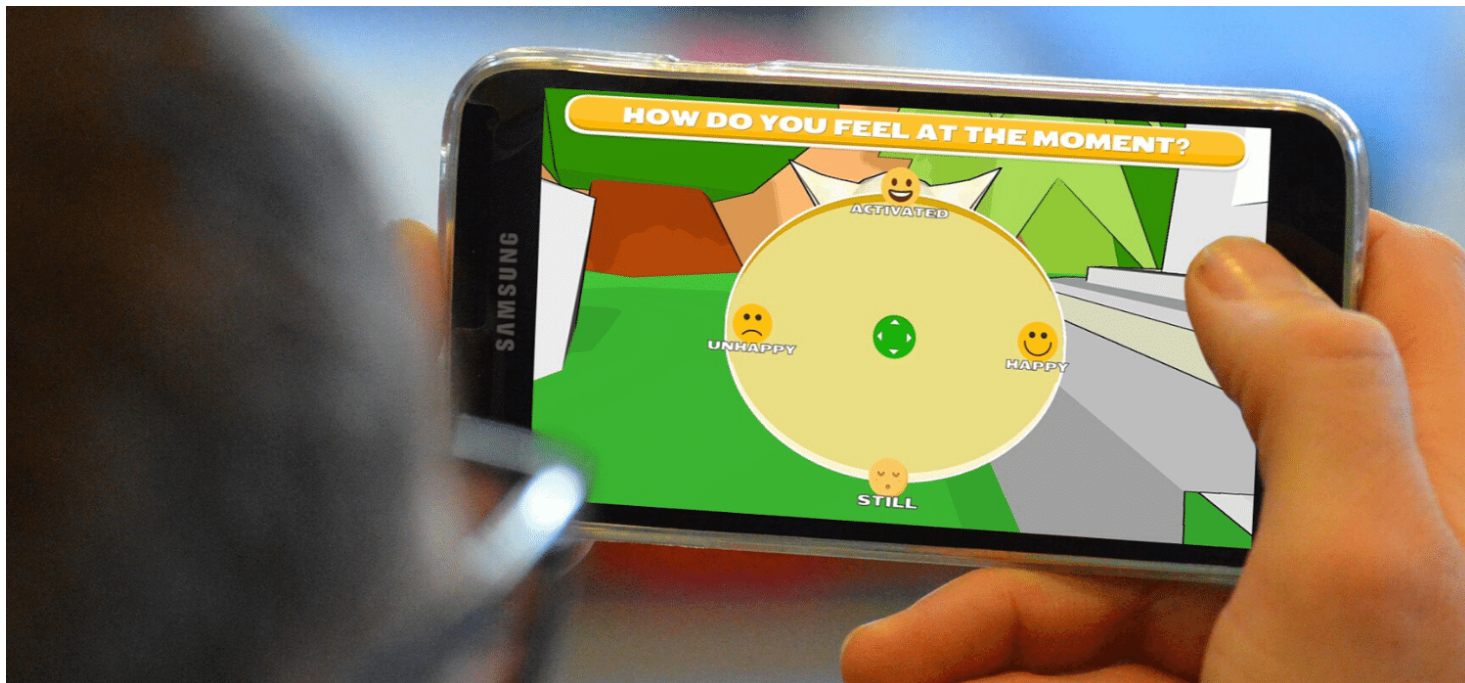 HOW DO YOU FEEL AT THE MOMENT?
ACTIVATED
SAMSUNG
UNHAPPY
HAPPY
STILL